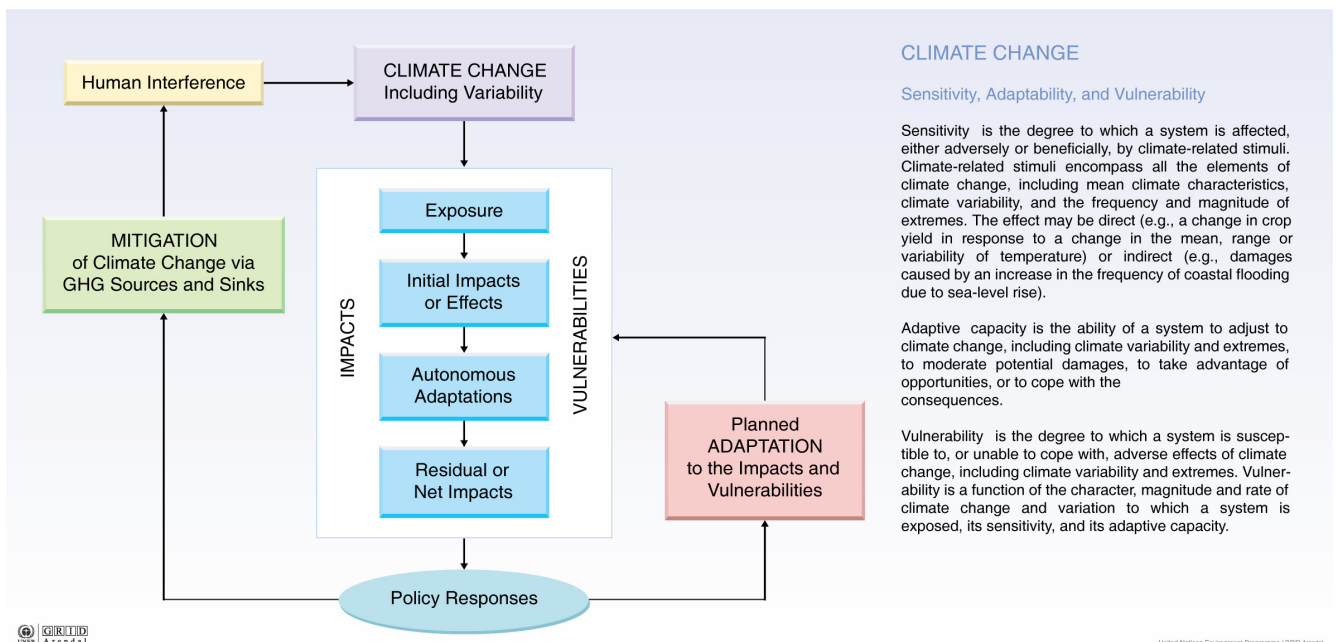 Human Interference
CLIMATE CHANGE
Including Variability
MITIGATION
of Climate Change via
GHG Sources and Sinks
IMPACTS
Exposure
Initial Impacts
or Effects
Autonomous
Adaptations
Residual or
Net Impacts
VULNERABILITIES
Planned
ADAPTATION
to the Impacts and
Vulnerabilities
Policy Responses
CLIMATE CHANGE
Sensitivity, Adaptability, and Vulnerability
Sensitivity is the degree to which a system is affected,
either adversely or beneficially, by climate-related stimuli.
Climate-related stimuli encompass all the elements of
climate change, including mean climate characteristics,
climate variability, and the frequency and magnitude of
extremes. The effect may be direct (e.g., a change in crop
yield in response to a change in the mean, range or
variability of temperature) or indirect (e.g., damages
caused by an increase in the frequency of coastal flooding
due to sea-level rise).
Adaptive capacity is the ability of a system to adjust to
climate change, including climate variability and extremes,
to moderate potential damages, to take advantage of
opportunities, or to cope with the
consequences.
Vulnerability is the degree to which a system is suscep-
tible to, or unable to cope with, adverse effects of climate
change, including climate variability and extremes. Vulner-
ability is a function of the character, magnitude and rate of
climate change and variation to which a system is
exposed, its sensitivity, and its adaptive capacity.
GRID
Arendal